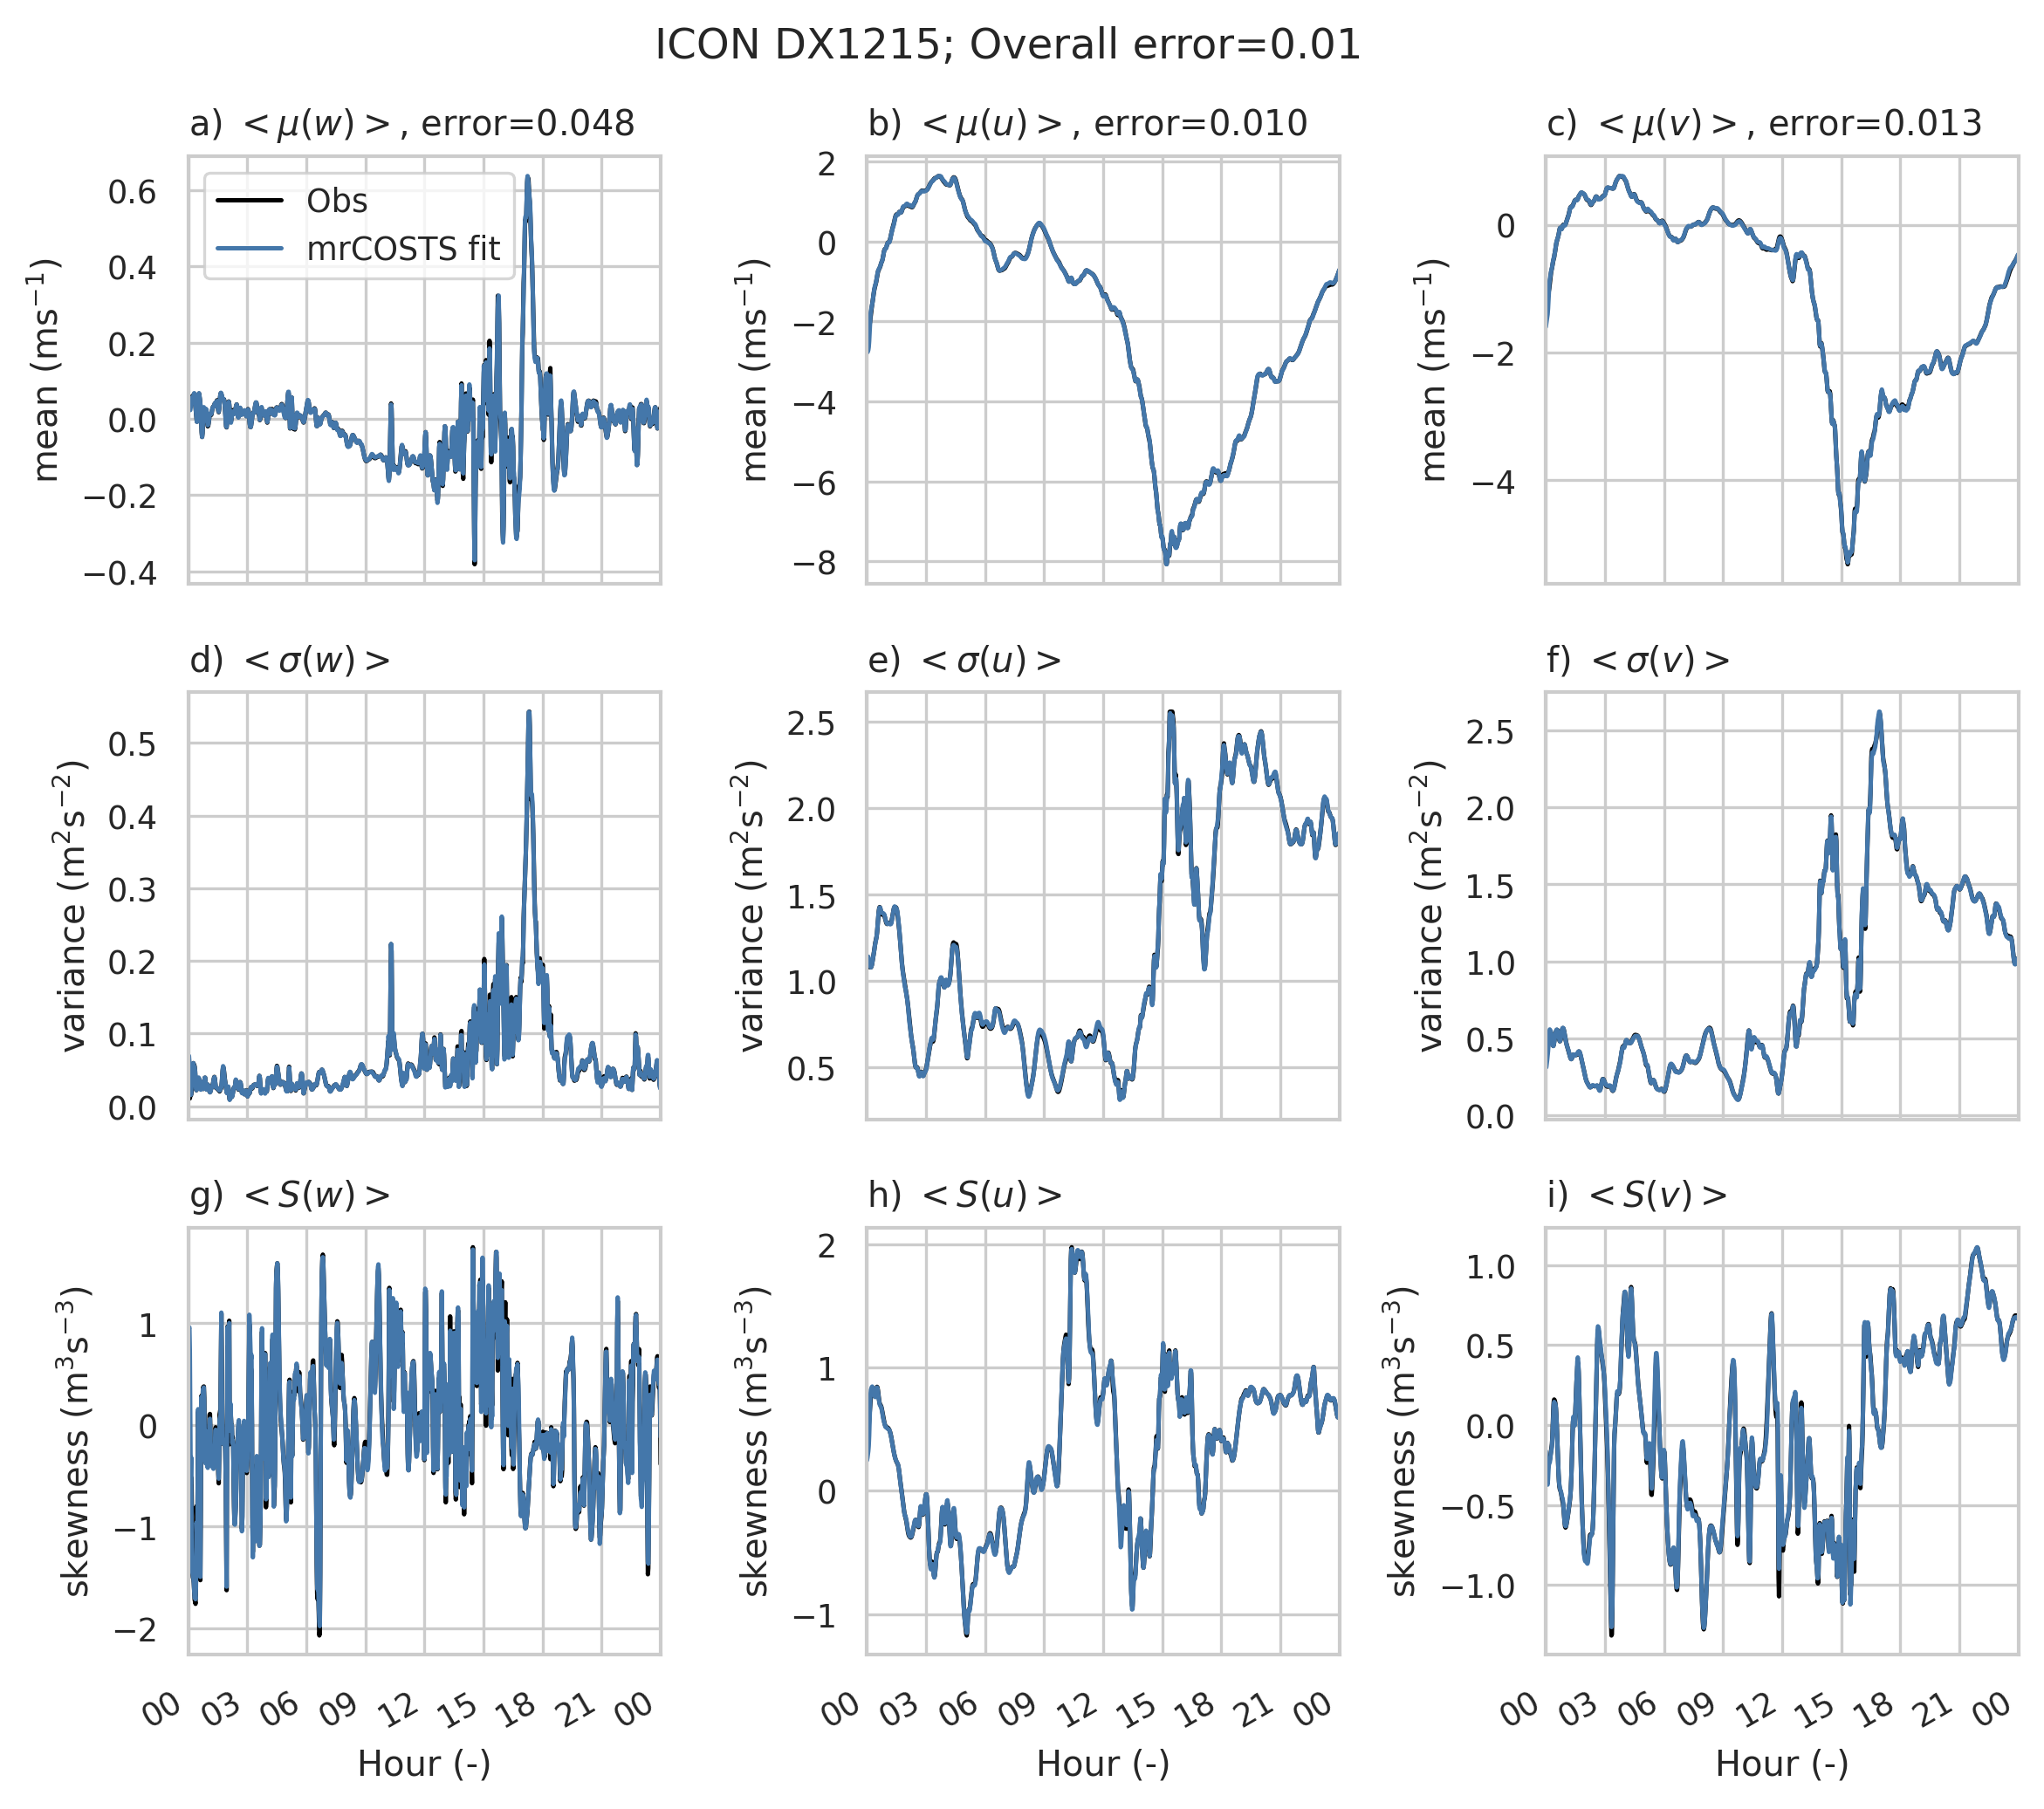 ICON DX1215; Overall error=0.01
a) <μ(w)>, error=0.048
b) <μ(u)>, error=0.010
c) <μ(v)>, error=0.013
Obs
mrCOSTS fit
mean (ms⁻¹)
0.6
0.4
0.2
0.0
−0.2
−0.4
mean (ms⁻¹)
2
0
−2
−4
−6
−8
mean (ms⁻¹)
0
−2
−4
d) <σ(w)>
e) <σ(u)>
f) <σ(v)>
variance (m²s⁻²)
0.5
0.4
0.3
0.2
0.1
0.0
variance (m²s⁻²)
2.5
2.0
1.5
1.0
0.5
variance (m²s⁻²)
2.5
2.0
1.5
1.0
0.5
0.0
g) <S(w)>
h) <S(u)>
i) <S(v)>
skewness (m³s⁻³)
1
0
−1
−2
skewness (m³s⁻³)
2
1
0
−1
skewness (m³s⁻³)
1.0
0.5
0.0
−0.5
−1.0
00 03 06 09 12 15 18 21 00
00 03 06 09 12 15 18 21 00
00 03 06 09 12 15 18 21 00
Hour (-)
Hour (-)
Hour (-)